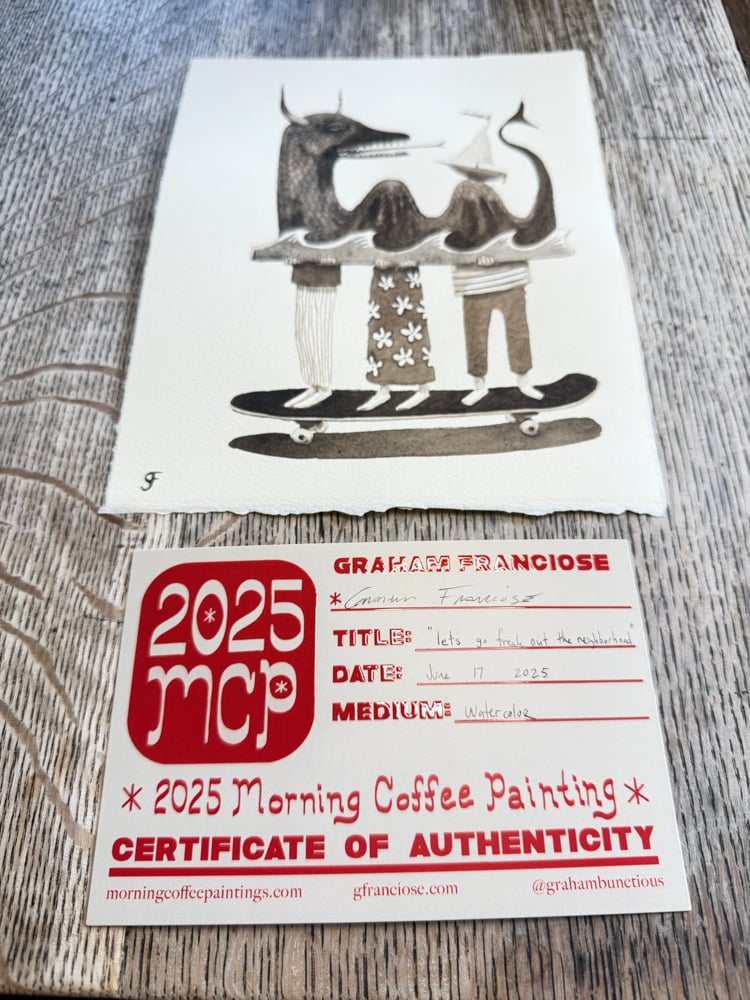 GF
2025
MCP
GRAHAM FRANCIOSE
*Graham Franciose
TITLE: "lets go freak out the neighborhood"
DATE: June 17 2025
MEDIUM: Watercolor
* 2025 Morning Coffee Painting *
CERTIFICATE OF AUTHENTICITY
morningcoffeepaintings.com gfranciose.com @grahambunctious